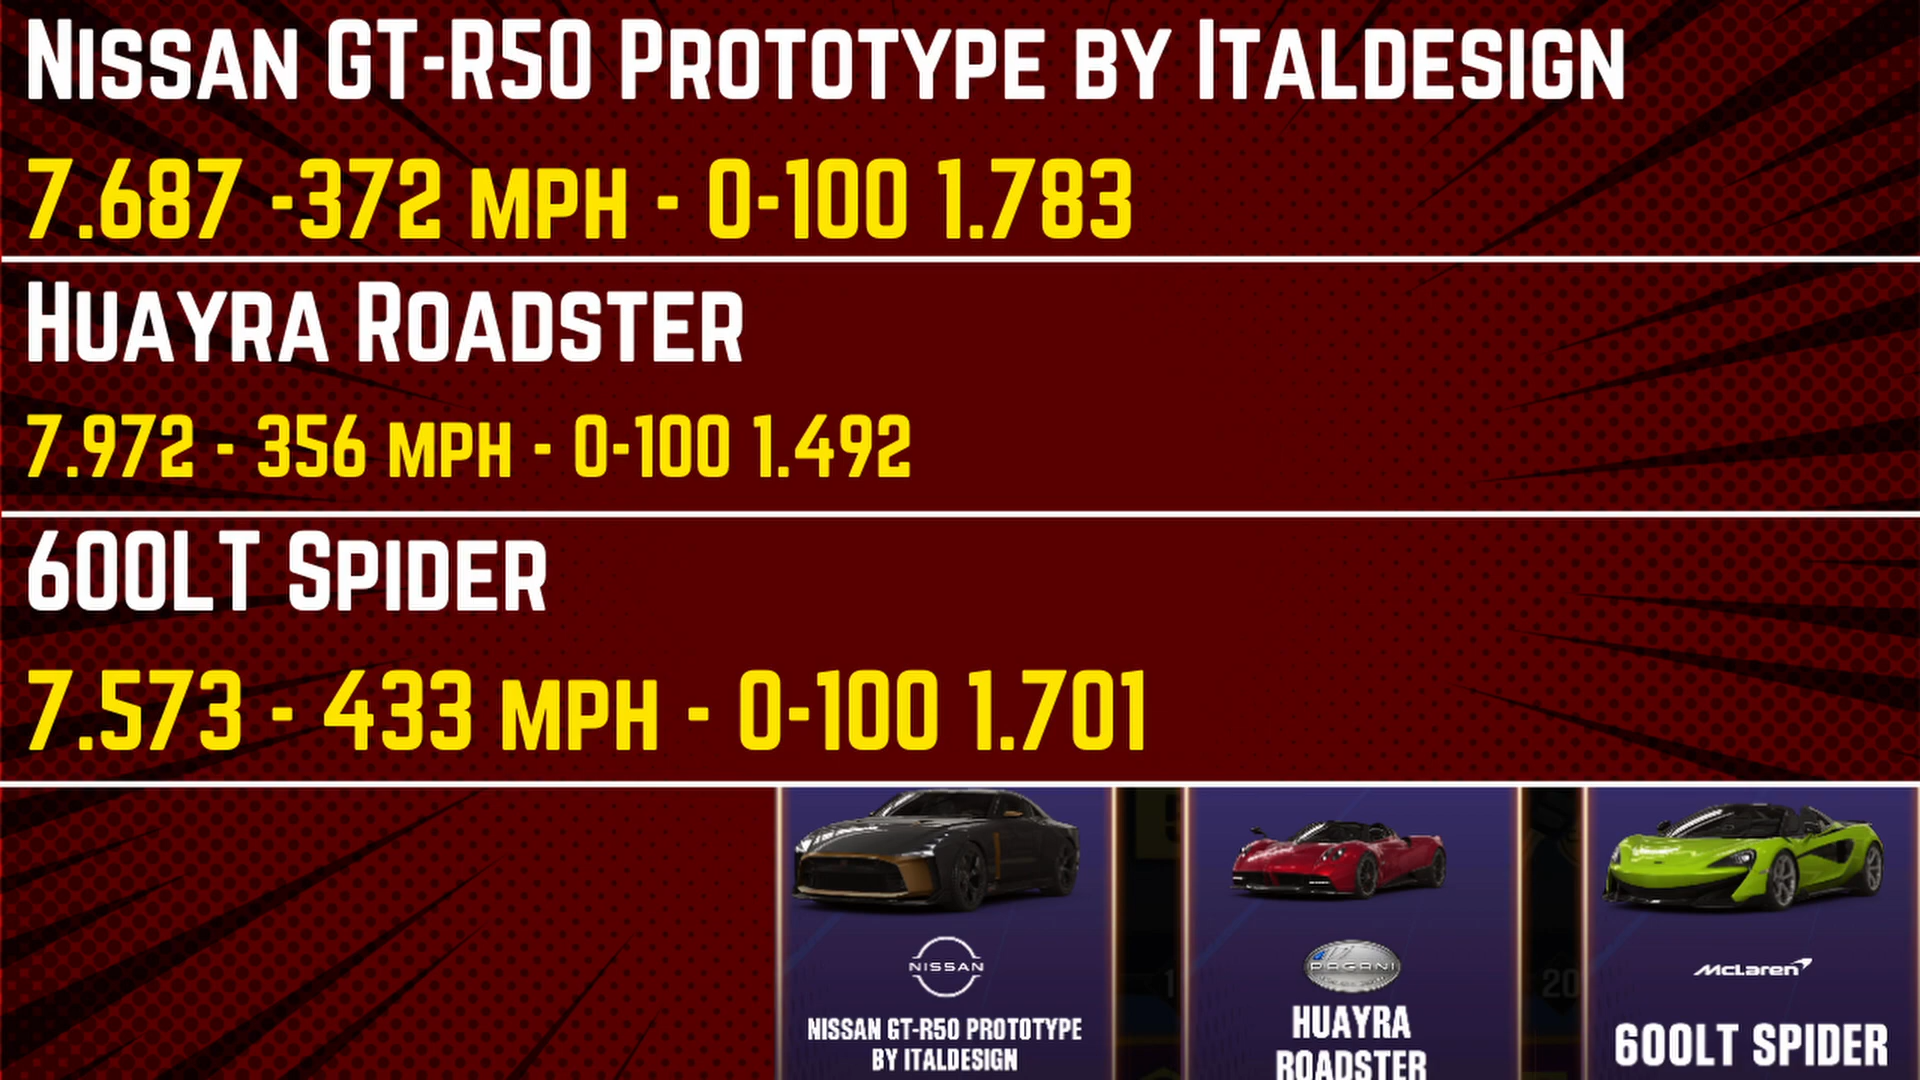 Nissan GT-R50 Prototype by Italdesign
7.687 -372 mph - 0-100 1.783
Huayra Roadster
7.972 - 356 mph - 0-100 1.492
600LT Spider
7.573 - 433 mph - 0-100 1.701
NISSAN
PAGANI
McLaren
NISSAN GT-R50 PROTOTYPE
BY ITALDESIGN
HUAYRA
ROADSTER
600LT SPIDER